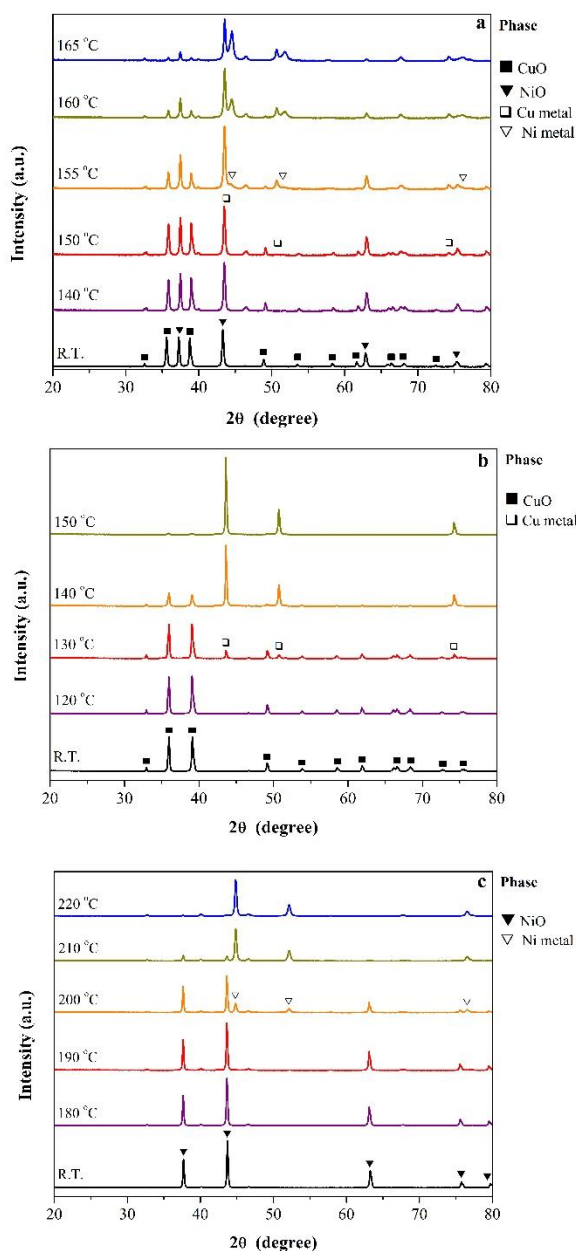 a
Phase
165 °C
CuO
NiO
Cu metal
Ni metal
160 °C
155 °C
150 °C
140 °C
R.T.
Intensity (a.u.)
20 30 40 50 60 70 80
2θ (degree)
b
Phase
CuO
Cu metal
150 °C
140 °C
130 °C
120 °C
R.T.
Intensity (a.u.)
20 30 40 50 60 70 80
2θ (degree)
c
Phase
NiO
Ni metal
220 °C
210 °C
200 °C
190 °C
180 °C
R.T.
Intensity (a.u.)
20 30 40 50 60 70 80
2θ (degree)